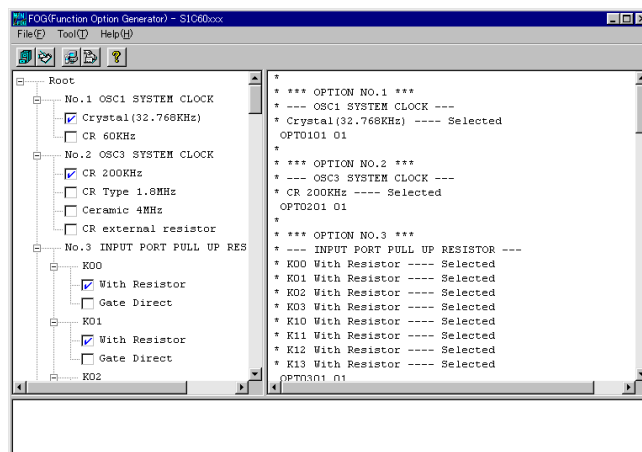 FOG(Function Option Generator) - S1C60xxx
File(F) Tool(T) Help(H)
Root
No.1 OSC1 SYSTEM CLOCK
Crystal(32.768KHz)
CR 60KHz
No.2 OSC3 SYSTEM CLOCK
CR 200KHz
CR Type 1.8MHz
Ceramic 4MHz
CR external resistor
No.3 INPUT PORT PULL UP RES
K00
With Resistor
Gate Direct
K01
With Resistor
Gate Direct
K02
*
* *** OPTION NO.1 ***
* --- OSC1 SYSTEM CLOCK ---
* Crystal(32.768KHz) ---- Selected
OPT0101 01
*
* *** OPTION NO.2 ***
* --- OSC3 SYSTEM CLOCK ---
* CR 200KHz ---- Selected
OPT0201 01
*
* *** OPTION NO.3 ***
* --- INPUT PORT PULL UP RESISTOR ---
* K00 With Resistor ---- Selected
* K01 With Resistor ---- Selected
* K02 With Resistor ---- Selected
* K03 With Resistor ---- Selected
* K10 With Resistor ---- Selected
* K11 With Resistor ---- Selected
* K12 With Resistor ---- Selected
* K13 With Resistor ---- Selected
OPT0301 01